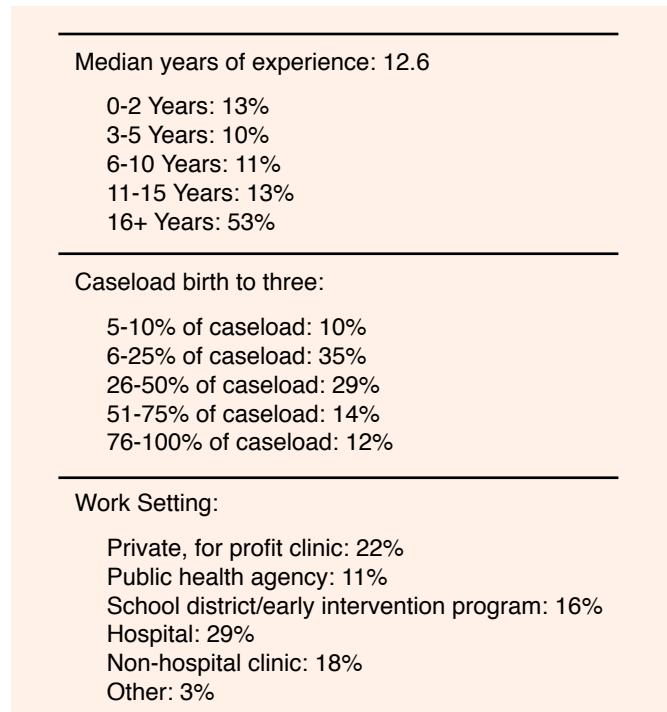 Median years of experience: 12.6
0-2 Years: 13%
3-5 Years: 10%
6-10 Years: 11%
11-15 Years: 13%
16+ Years: 53%
Caseload birth to three:
5-10% of caseload: 10%
6-25% of caseload: 35%
26-50% of caseload: 29%
51-75% of caseload: 14%
76-100% of caseload: 12%
Work Setting:
Private, for profit clinic: 22%
Public health agency: 11%
School district/early intervention program: 16%
Hospital: 29%
Non-hospital clinic: 18%
Other: 3%